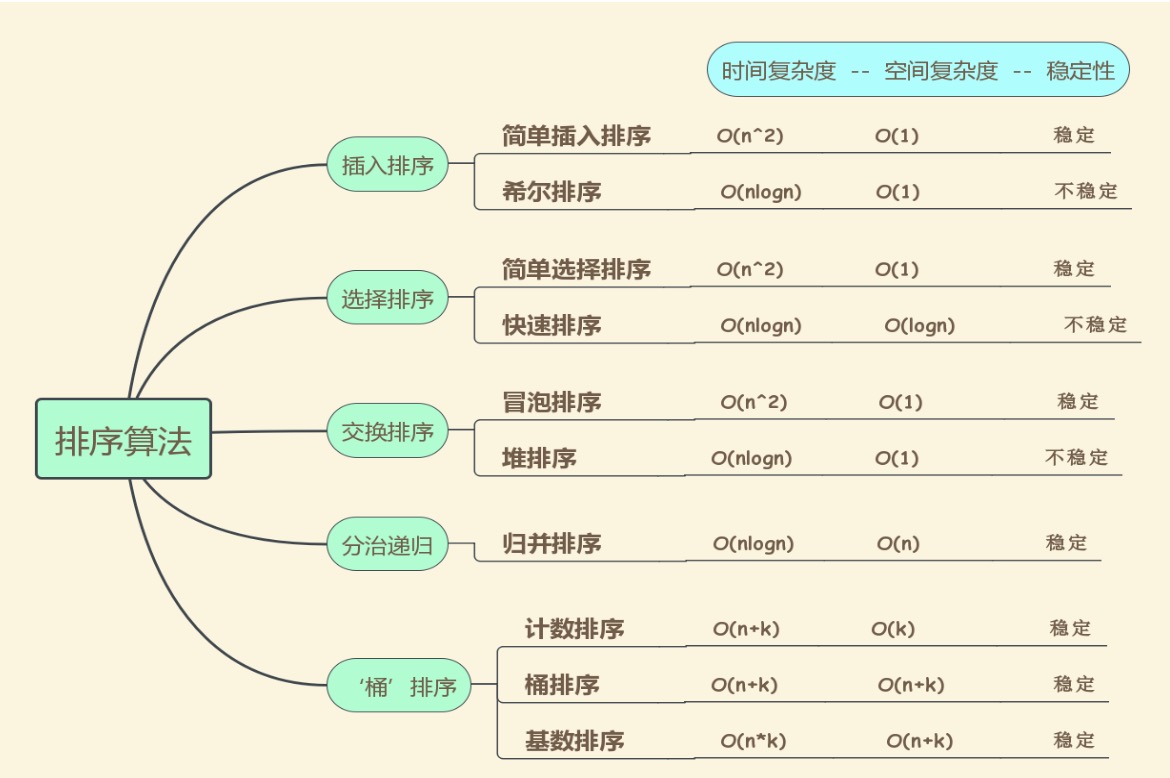 时间复杂度 -- 空间复杂度 -- 稳定性
排序算法
插入排序
简单插入排序 O(n^2) O(1) 稳定
希尔排序 O(nlogn) O(1) 不稳定
选择排序
简单选择排序 O(n^2) O(1) 稳定
快速排序 O(nlogn) O(logn) 不稳定
交换排序
冒泡排序 O(n^2) O(1) 稳定
堆排序 O(nlogn) O(1) 不稳定
分治递归
归并排序 O(nlogn) O(n) 稳定
‘桶’排序
计数排序 O(n+k) O(k) 稳定
桶排序 O(n+k) O(n+k) 稳定
基数排序 O(n*k) O(n+k) 稳定